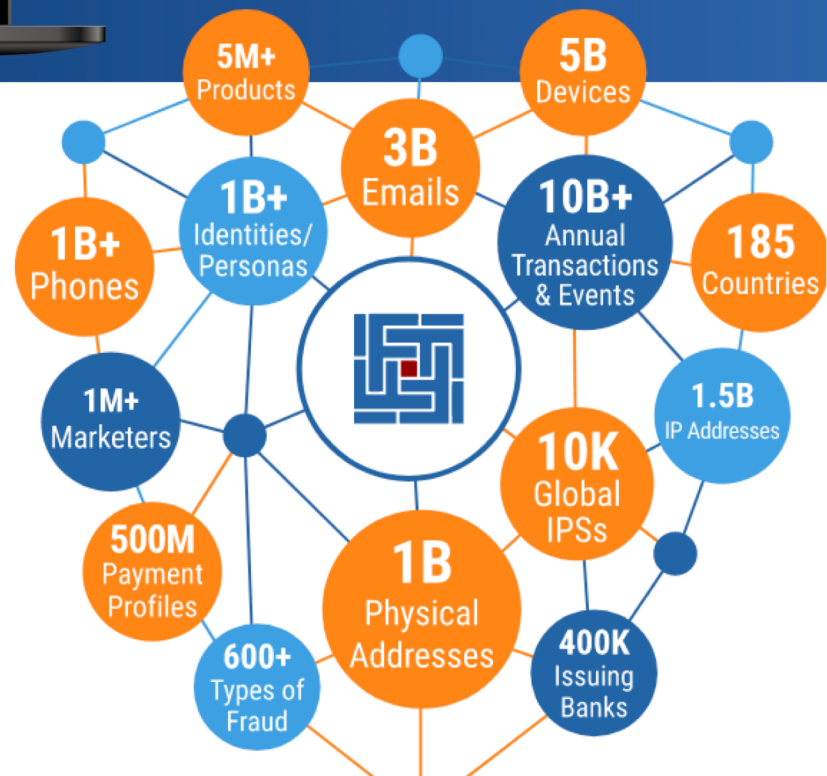 5M+
Products
5B
Devices
3B
Emails
1B+
Identities/
Personas
10B+
Annual
Transactions
& Events
1B+
Phones
185
Countries
1M+
Marketers
1.5B
IP Addresses
10K
Global
IPSs
500M
Payment
Profiles
1B
Physical
Addresses
600+
Types of
Fraud
400K
Issuing
Banks